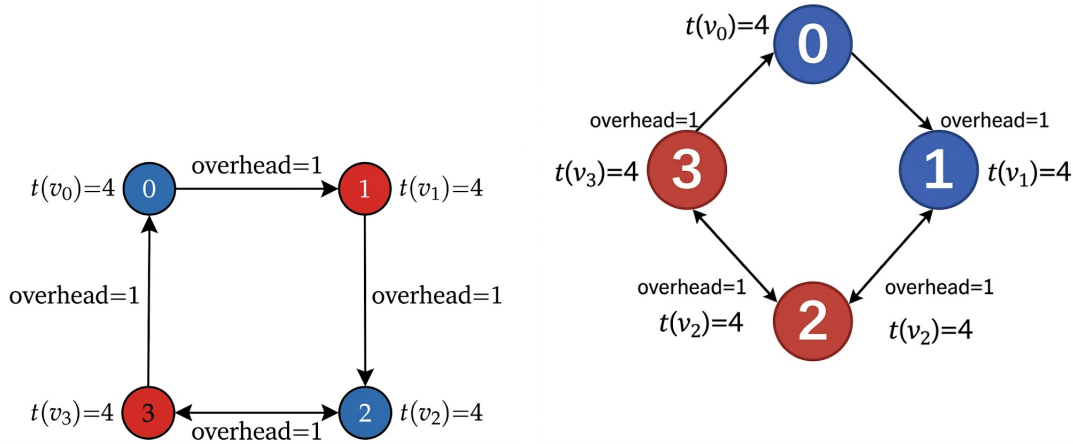 overhead=1
t(v₀)=4
0
1
t(v₁)=4
overhead=1
overhead=1
t(v₃)=4
3
2
t(v₂)=4
overhead=1
t(v₀)=4
0
overhead=1
overhead=1
t(v₃)=4
3
1
t(v₁)=4
overhead=1
overhead=1
t(v₂)=4
2
t(v₂)=4